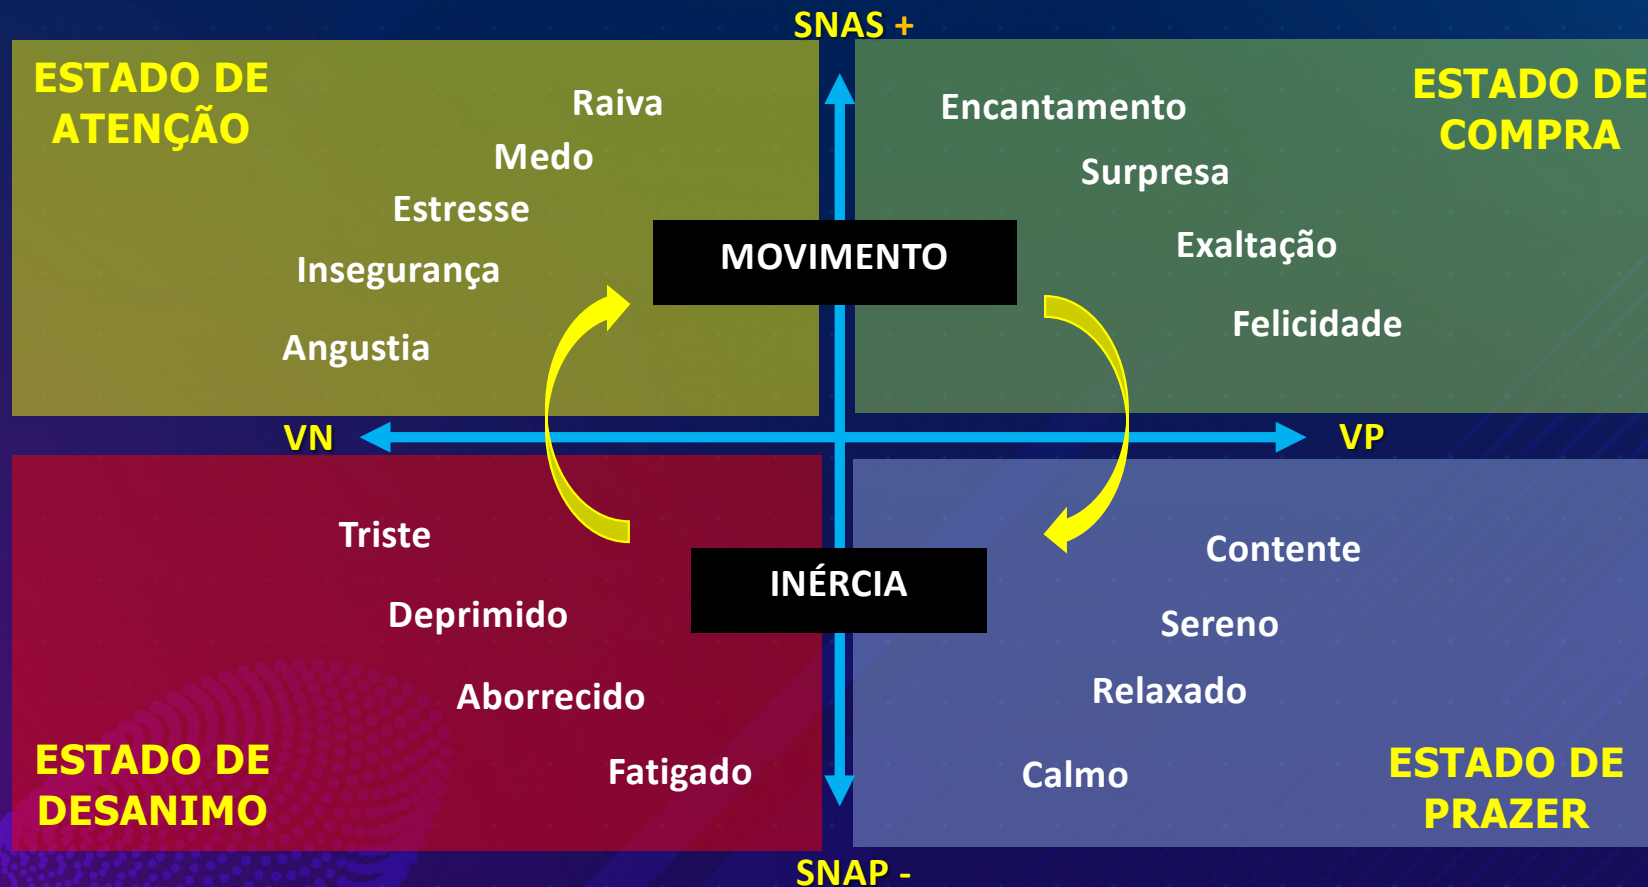 SNAS +
ESTADO DE
ATENÇÃO
Raiva
Medo
Estresse
Insegurança
Angustia
ESTADO DE
COMPRA
Encantamento
Surpresa
Exaltação
Felicidade
MOVIMENTO
VN
VP
Triste
Deprimido
Aborrecido
Fatigado
ESTADO DE
DESANIMO
INÉRCIA
Contente
Sereno
Relaxado
Calmo
ESTADO DE
PRAZER
SNAP -